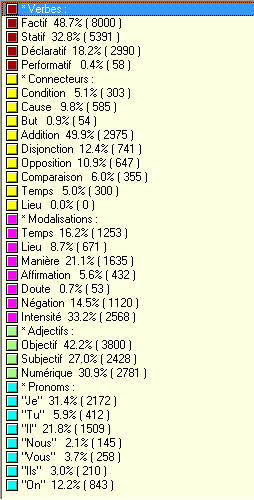 * Verbes :
Factif 48.7% ( 8000 )
Statif 32.8% ( 5391 )
Déclaratif 18.2% ( 2990 )
Performatif 0.4% ( 58 )
* Connecteurs :
Condition 5.1% ( 303 )
Cause 9.8% ( 585 )
But 0.9% ( 54 )
Addition 49.9% ( 2975 )
Disjonction 12.4% ( 741 )
Opposition 10.9% ( 647 )
Comparaison 6.0% ( 355 )
Temps 5.0% ( 300 )
Lieu 0.0% ( 0 )
* Modalisations :
Temps 16.2% ( 1253 )
Lieu 8.7% ( 671 )
Manière 21.1% ( 1635 )
Affirmation 5.6% ( 432 )
Doute 0.7% ( 53 )
Négation 14.5% ( 1120 )
Intensité 33.2% ( 2568 )
* Adjectifs :
Objectif 42.2% ( 3800 )
Subjectif 27.0% ( 2428 )
Numérique 30.9% ( 2781 )
* Pronoms :
"Je" 31.4% ( 2172 )
"Tu" 5.9% ( 412 )
"Il" 21.8% ( 1509 )
"Nous" 2.1% ( 145 )
"Vous" 3.7% ( 258 )
"Ils" 3.0% ( 210 )
"On" 12.2% ( 843 )